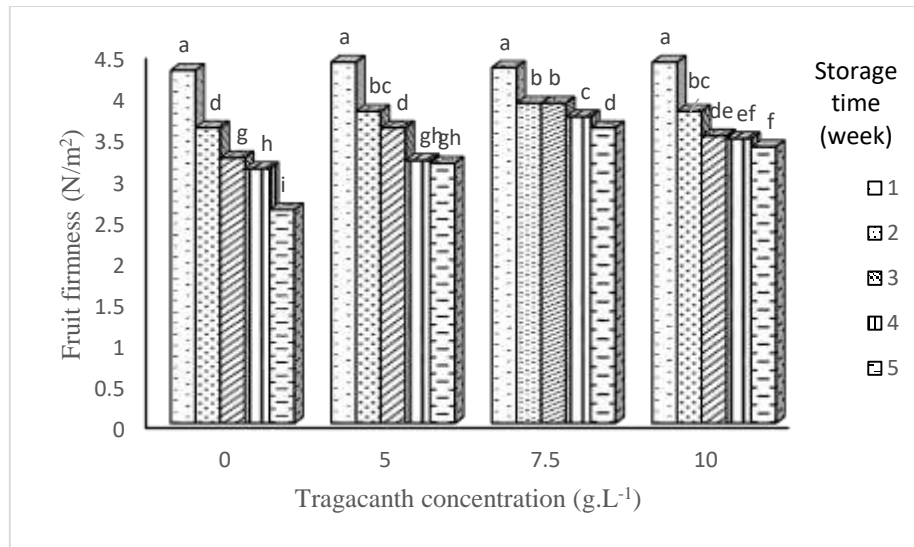 Fruit firmness (N/m²)
4.5
4
3.5
3
2.5
2
1.5
1
0.5
0
a
d
g
h
i
a
bc
d
gh
gh
a
b
b
c
d
a
bc
de
ef
f
0
5
7.5
10
Tragacanth concentration (g.L⁻¹)
Storage
time
(week)
1
2
3
4
5